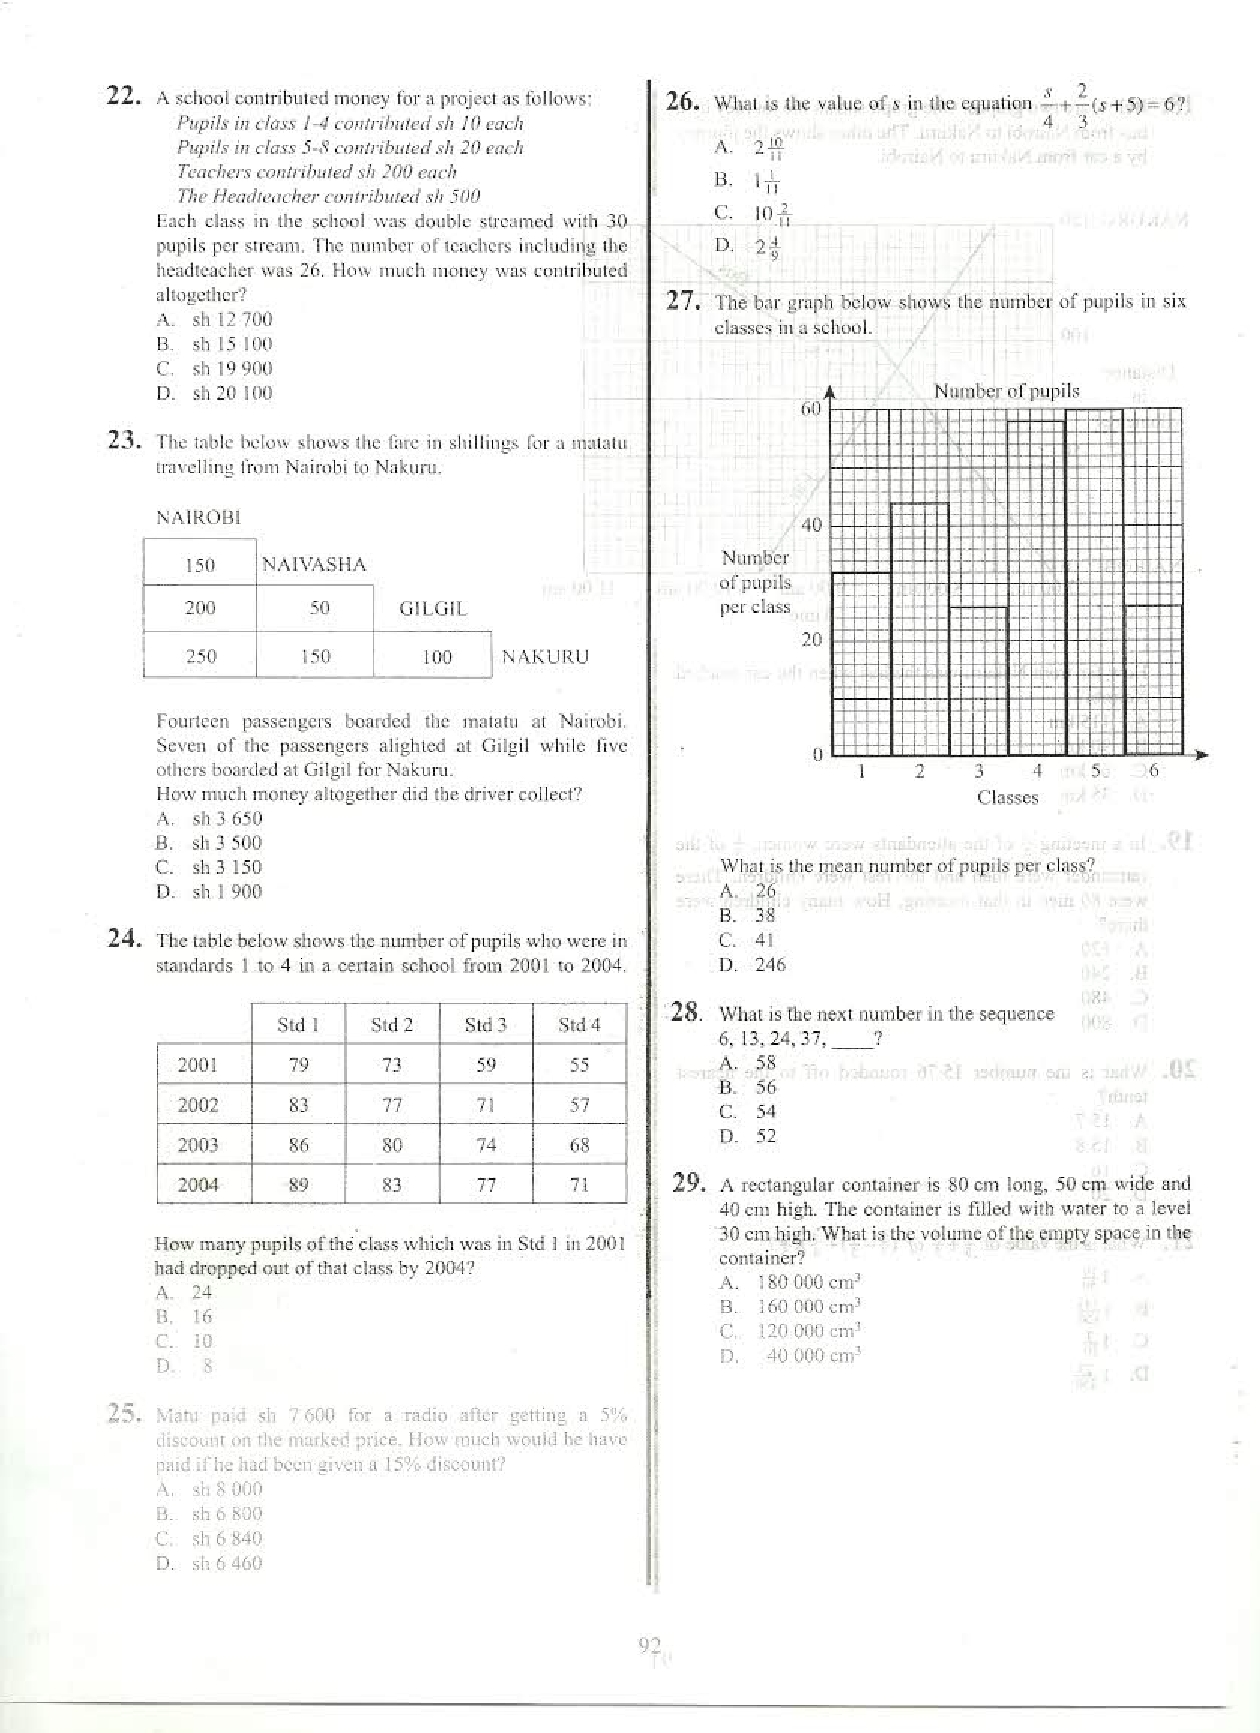 22. A school contributed money for a project as follows:
Pupils in class 1-4 contributed sh 10 each
Pupils in class 5-8 contributed sh 20 each
Teachers contributed sh 200 each
The Headteacher contributed sh 500
Each class in the school was double streamed with 30
pupils per stream. The number of teachers including the
headteacher was 26. How much money was contributed
altogether?
A. sh 12 700
B. sh 15 100
C. sh 19 900
D. sh 20 100
23. The table below shows the fare in shillings for a matatu
travelling from Nairobi to Nakuru.
NAIROBI
150 NAIVASHA
200 50 GILGIL
250 150 100 NAKURU
Fourteen passengers boarded the matatu at Nairobi.
Seven of the passengers alighted at Gilgil while five
others boarded at Gilgil for Nakuru.
How much money altogether did the driver collect?
A. sh 3 650
B. sh 3 500
C. sh 3 150
D. sh 1 900
24. The table below shows the number of pupils who were in
standards 1 to 4 in a certain school from 2001 to 2004.
Std 1 Std 2 Std 3 Std 4
2001 79 73 59 55
2002 83 77 71 57
2003 86 80 74 68
2004 89 83 77 71
How many pupils of the class which was in Std 1 in 2001
had dropped out of that class by 2004?
A. 24
B. 16
C. 10
D. 8
25. Matu paid sh 7 600 for a radio after getting a 5%
discount on the marked price. How much would he have
paid if he had been given a 15% discount?
A. sh 8 000
B. sh 6 800
C. sh 6 840
D. sh 6 460
26. What is the value of s in the equation s/4 + 2/3 (s + 5) = 6?
A. 2 10/11
B. 1 1/11
C. 10 2/11
D. 2 4/9
27. The bar graph below shows the number of pupils in six
classes in a school.
Number of pupils
60
40
Number
of pupils
per class
20
0
1 2 3 4 5 6
Classes
What is the mean number of pupils per class?
A. 26
B. 38
C. 41
D. 246
28. What is the next number in the sequence
6, 13, 24, 37, ____?
A. 58
B. 56
C. 54
D. 52
29. A rectangular container is 80 cm long, 50 cm wide and
40 cm high. The container is filled with water to a level
30 cm high. What is the volume of the empty space in the
container?
A. 180 000 cm³
B. 160 000 cm³
C. 120 000 cm³
D. 40 000 cm³
92